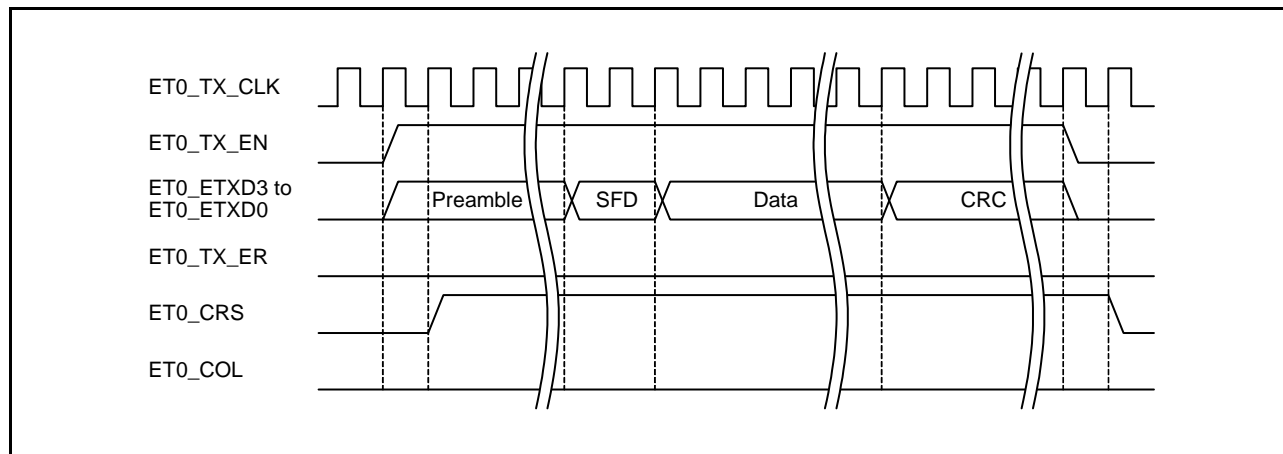 ET0_TX_CLK
ET0_TX_EN
ET0_ETXD3 to
ET0_ETXD0
Preamble
SFD
Data
CRC
ET0_TX_ER
ET0_CRS
ET0_COL